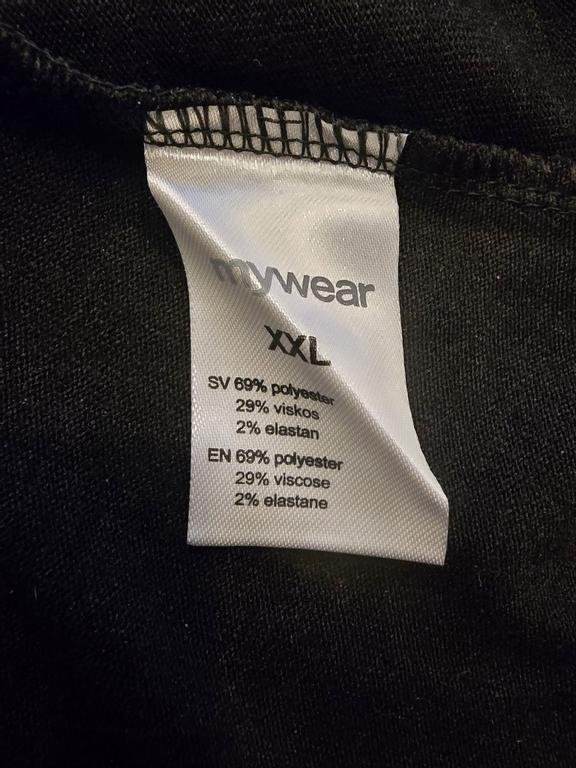 mywear
XXL
SV 69% polyester
29% viskos
2% elastan
EN 69% polyester
29% viscose
2% elastane